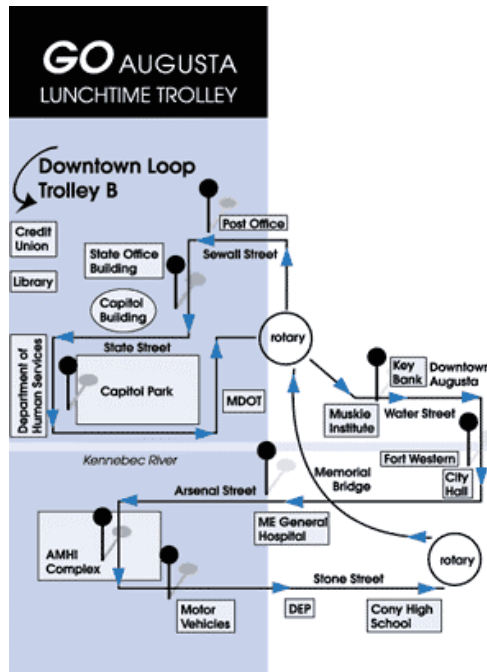 GO AUGUSTA
LUNCHTIME TROLLEY
Downtown Loop
Trolley B
Post Office
Credit
Union
State Office
Building
Sewall Street
Library
Capitol
Building
rotary
State Street
Key
Bank
Downtown
Augusta
Department of
Human Services
Capitol Park
MDOT
Muskie
Institute
Water Street
Kennebec River
Fort Western
Memorial
Bridge
City
Hall
Arsenal Street
ME General
Hospital
AMHI
Complex
rotary
Stone Street
Motor
Vehicles
DEP
Cony High
School